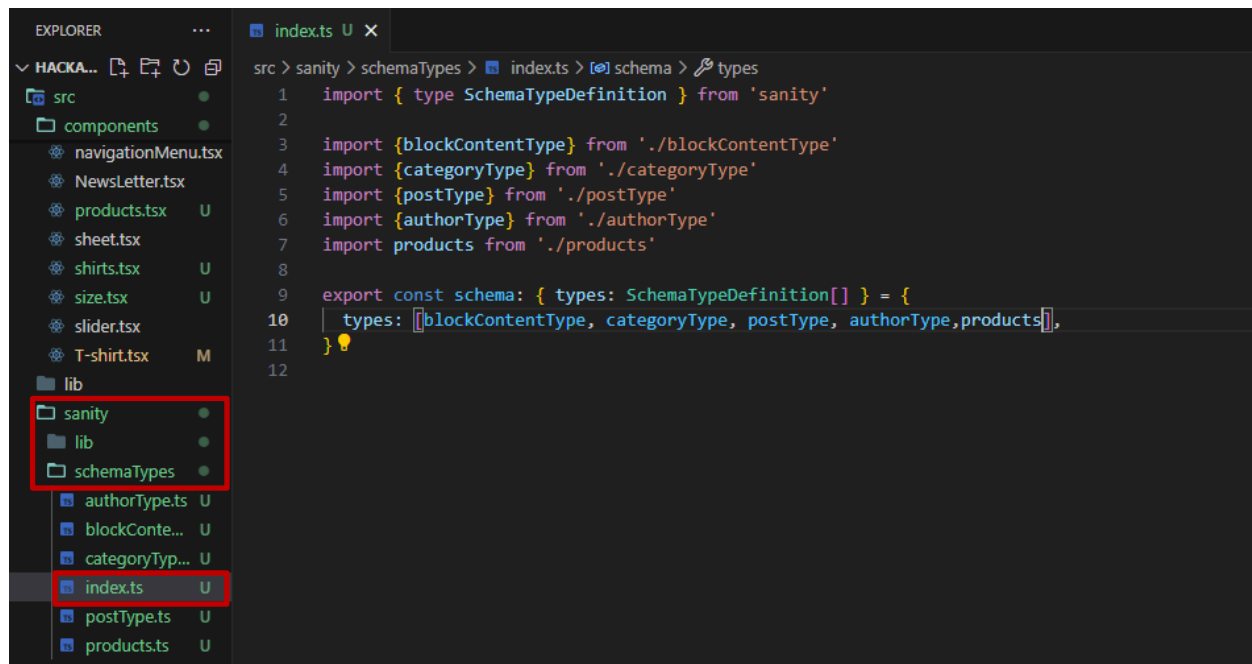 EXPLORER ...
HACKA...
src
components
navigationMenu.tsx
NewsLetter.tsx
products.tsx U
sheet.tsx
shirts.tsx U
size.tsx U
slider.tsx
T-shirt.tsx M
lib
sanity
lib
schemaTypes
authorType.ts U
blockConte... U
categoryTyp... U
index.ts U
postType.ts U
products.ts U
index.ts U
src > sanity > schemaTypes > index.ts > schema > types
1 import { type SchemaTypeDefinition } from 'sanity'
2
3 import {blockContentType} from './blockContentType'
4 import {categoryType} from './categoryType'
5 import {postType} from './postType'
6 import {authorType} from './authorType'
7 import products from './products'
8
9 export const schema: { types: SchemaTypeDefinition[] } = {
10 types: [blockContentType, categoryType, postType, authorType,products],
11 }
12